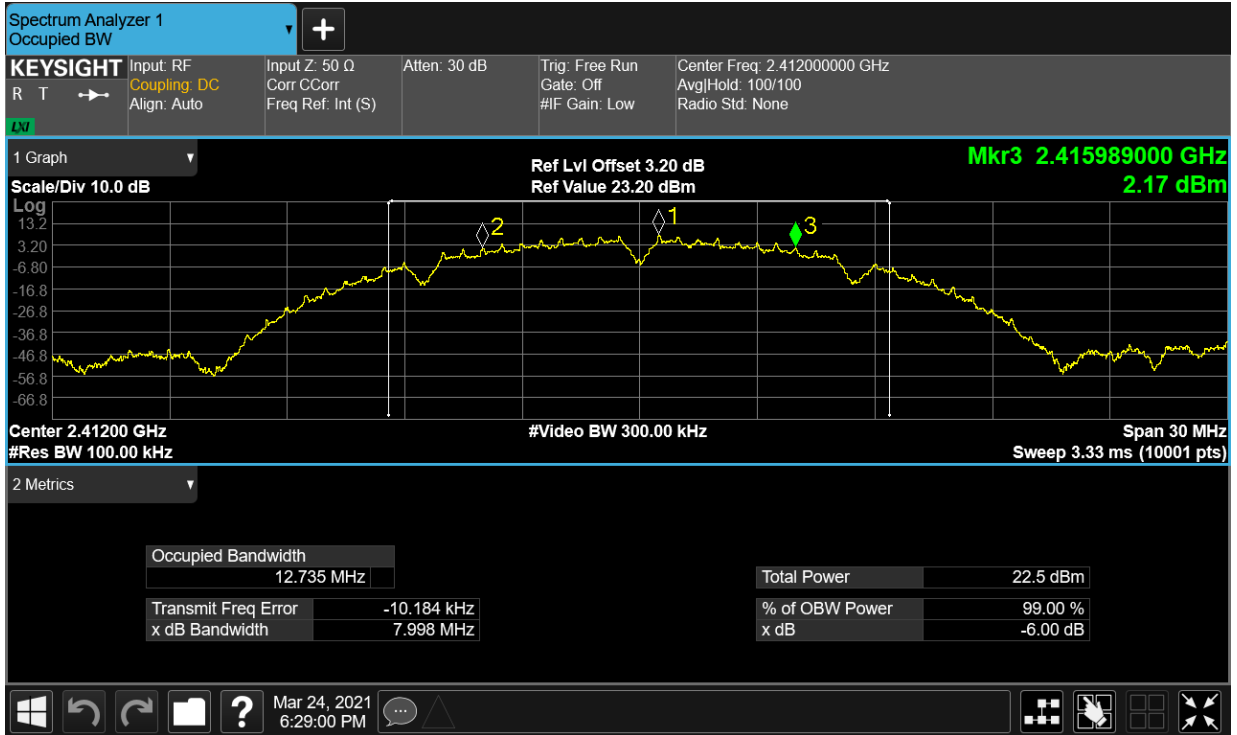 Spectrum Analyzer 1
Occupied BW
KEYSIGHT
R T
LXI
Input: RF
Coupling: DC
Align: Auto
Input Z: 50 Ω
Corr CCorr
Freq Ref: Int (S)
Atten: 30 dB
Trig: Free Run
Gate: Off
#IF Gain: Low
Center Freq: 2.412000000 GHz
Avg|Hold: 100/100
Radio Std: None
1 Graph
Scale/Div 10.0 dB
Ref Lvl Offset 3.20 dB
Ref Value 23.20 dBm
Mkr3 2.415989000 GHz
2.17 dBm
Log
13.2
3.20
-6.80
-16.8
-26.8
-36.8
-46.8
-56.8
-66.8
2
1
3
Center 2.41200 GHz
#Video BW 300.00 kHz
Span 30 MHz
#Res BW 100.00 kHz
Sweep 3.33 ms (10001 pts)
2 Metrics
Occupied Bandwidth
12.735 MHz
Transmit Freq Error -10.184 kHz
x dB Bandwidth 7.998 MHz
Total Power 22.5 dBm
% of OBW Power 99.00 %
x dB -6.00 dB
?
Mar 24, 2021
6:29:00 PM